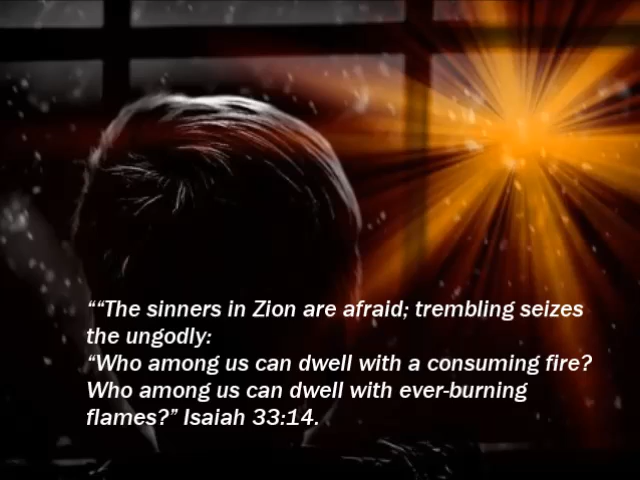 ““The sinners in Zion are afraid; trembling seizes
the ungodly:
“Who among us can dwell with a consuming fire?
Who among us can dwell with ever-burning
flames?” Isaiah 33:14.